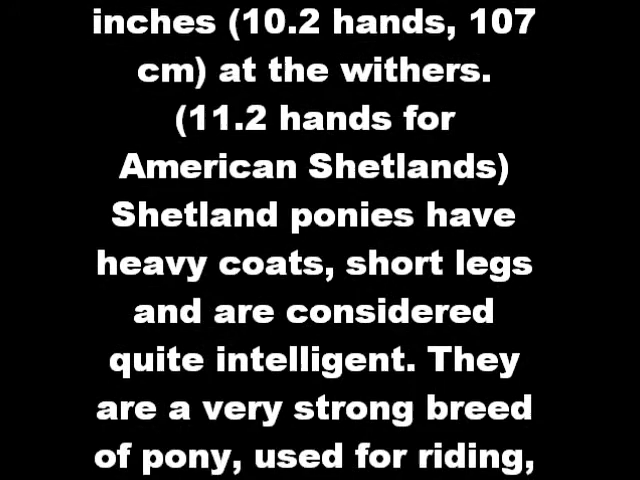 inches (10.2 hands, 107
cm) at the withers.
(11.2 hands for
American Shetlands)
Shetland ponies have
heavy coats, short legs
and are considered
quite intelligent. They
are a very strong breed
of pony, used for riding,